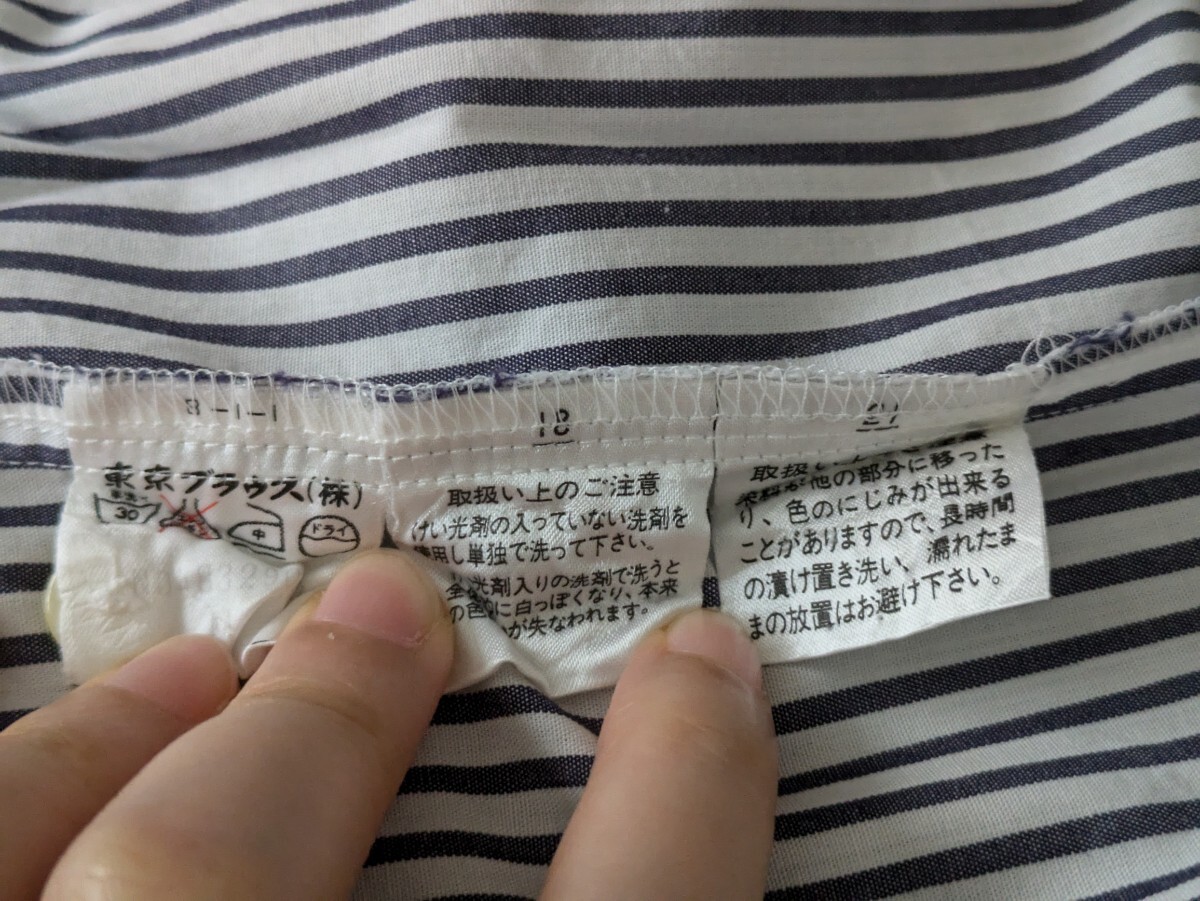 8-1-1
東京ブラウス(株)
手洗イ
30
中
ドライ
18
取扱い上のご注意
けい光剤の入っていない洗剤を
使用し単独で洗って下さい。
光剤入りの洗剤で洗うと
全
に白っぽくなり、本来
の色
が失なわれます。
21
取扱い
が他の部分に移った
り、色のにじみが出来る
ことがありますので、長時間
の漬け置き洗い、濡れたま
まの放置はお避け下さい。